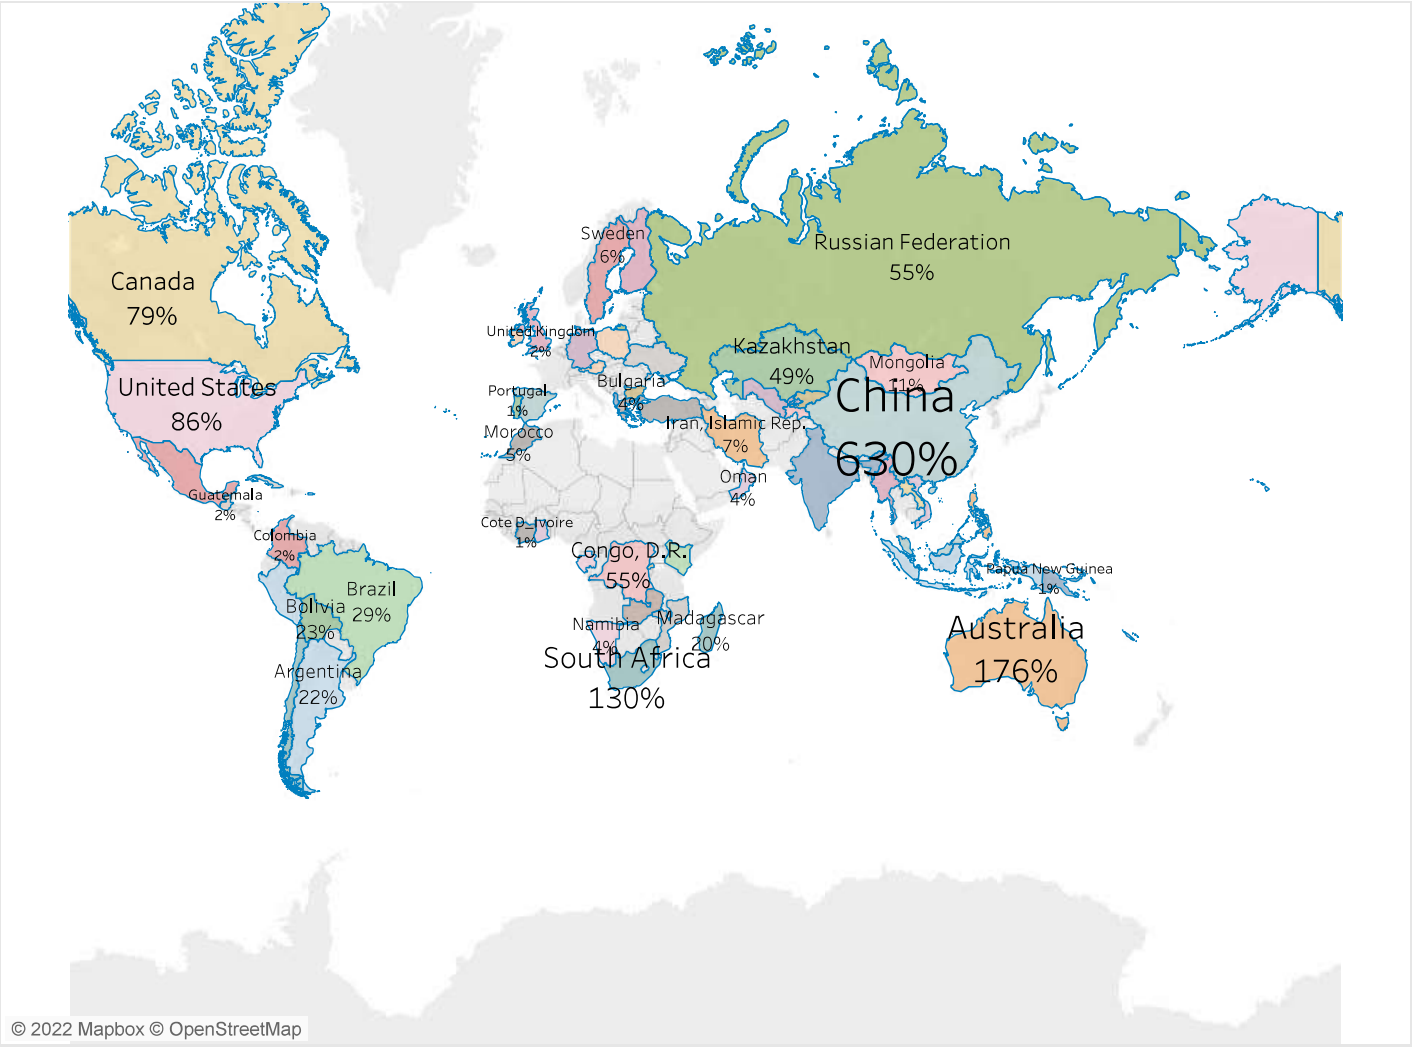 Sweden
6%
Russian Federation
55%
Canada
79%
United Kingdom
2%
Kazakhstan
49%
Mongolia
11%
United States
86%
Bulgaria
4%
Portugal
1%
China
630%
Morocco
5%
Iran, Islamic Rep.
7%
Oman
4%
Guatemala
2%
Cote D_Ivoire
1%
Colombia
2%
Congo, D.R.
55%
Papua New Guinea
1%
Brazil
29%
Bolivia
23%
Namibia
4%
Madagascar
20%
Australia
176%
South Africa
130%
Argentina
22%
© 2022 Mapbox © OpenStreetMap